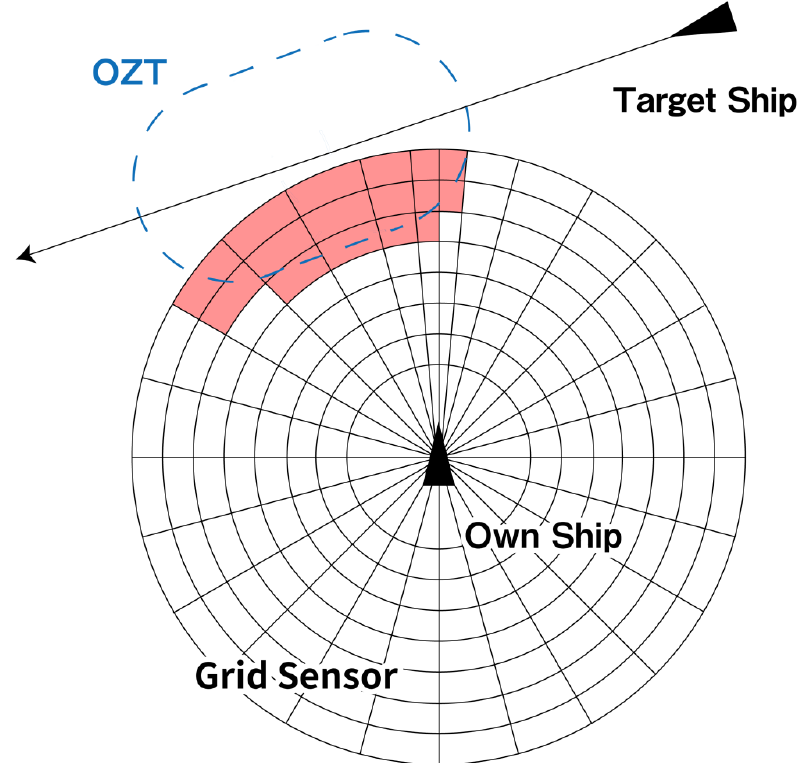 OZT
Target Ship
Own Ship
Grid Sensor